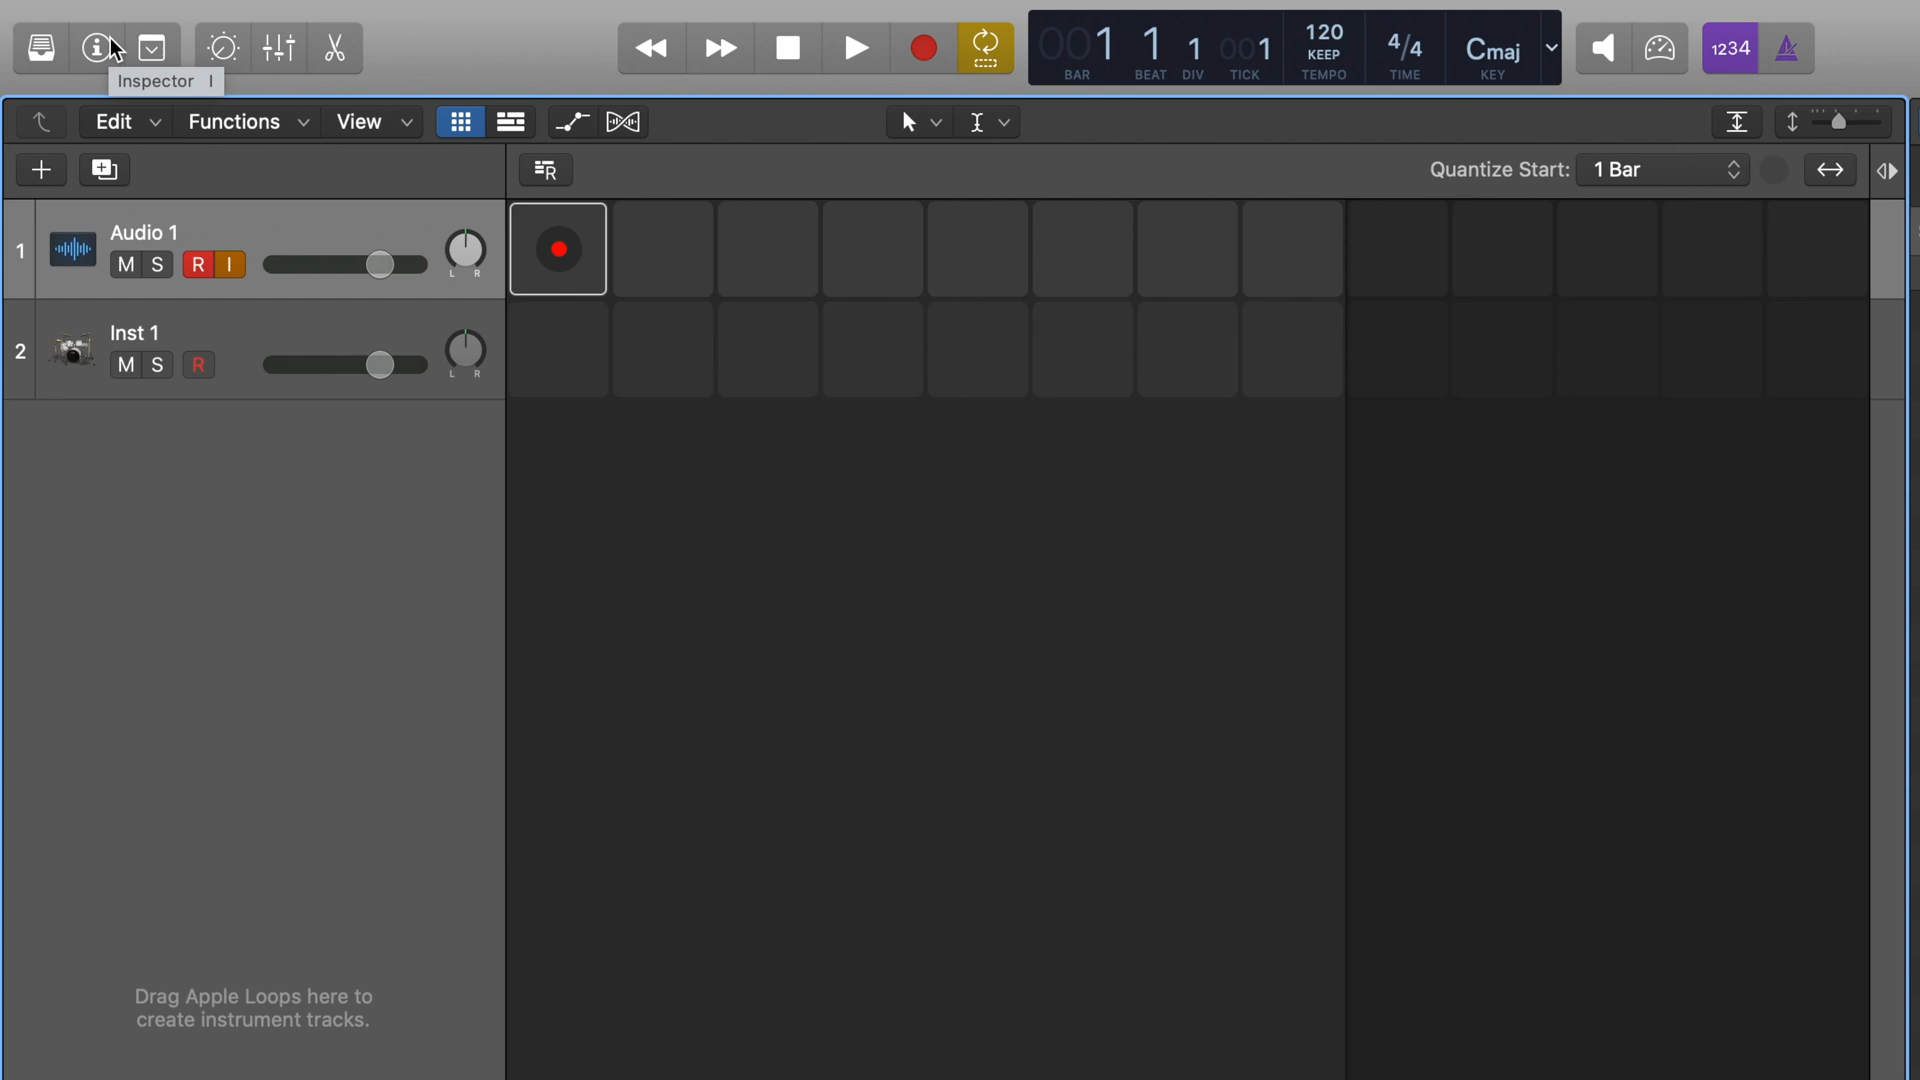 001 1 1 001
BAR BEAT DIV TICK
120
KEEP
TEMPO
4/4
TIME
Cmaj
KEY
1234
Inspector I
Edit Functions View
R
Quantize Start: 1 Bar
1 Audio 1
M S R I
L R
2 Inst 1
M S R
L R
Drag Apple Loops here to
create instrument tracks.